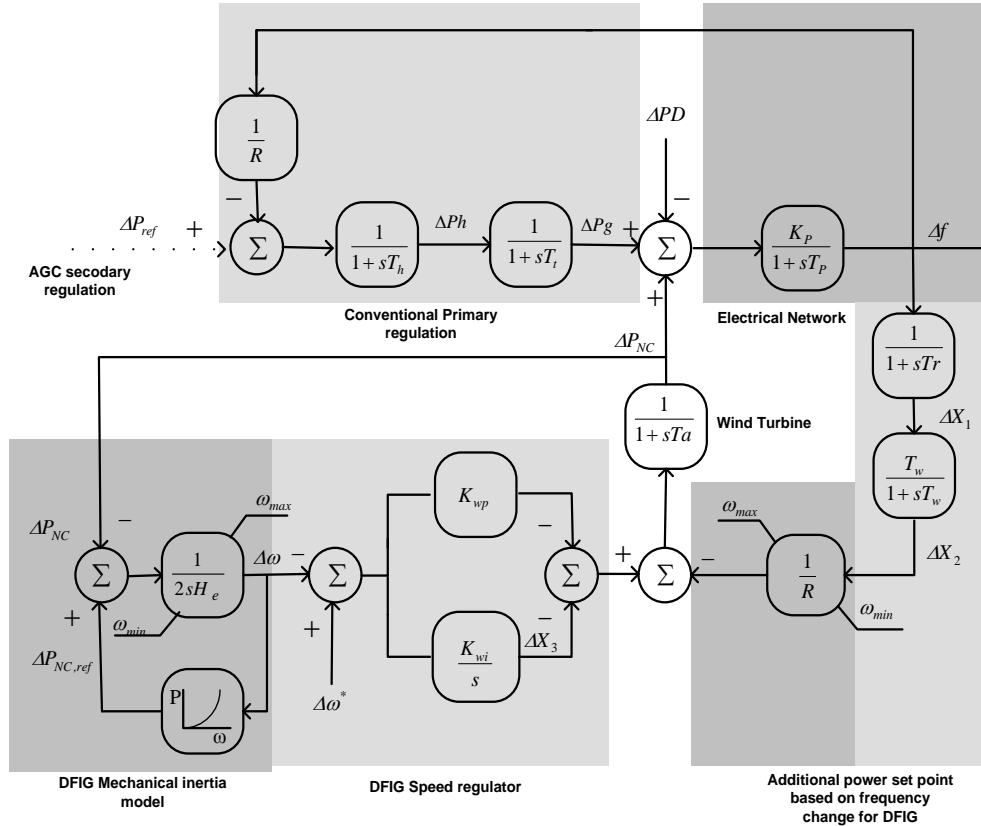 1
R
ΔPD
ΔP_ref
+
−
Σ
1
1 + sT_h
ΔPh
1
1 + sT_t
ΔPg
+
−
Σ
+
K_P
1 + sT_P
Δf
AGC secodary
regulation
Conventional Primary
regulation
Electrical Network
ΔP_NC
1
1 + sTr
ΔX_1
1
1 + sTa
Wind Turbine
T_w
1 + sT_w
ΔX_2
ω_max
ΔP_NC
−
Σ
+
1
2sH_e
Δω
ω_min
ΔP_NC,ref
P
ω
−
Σ
+
Δω*
K_wp
K_wi
s
ΔX_3
−
Σ
−
+
Σ
−
ω_max
1
R
ω_min
DFIG Mechanical inertia
model
DFIG Speed regulator
Additional power set point
based on frequency
change for DFIG